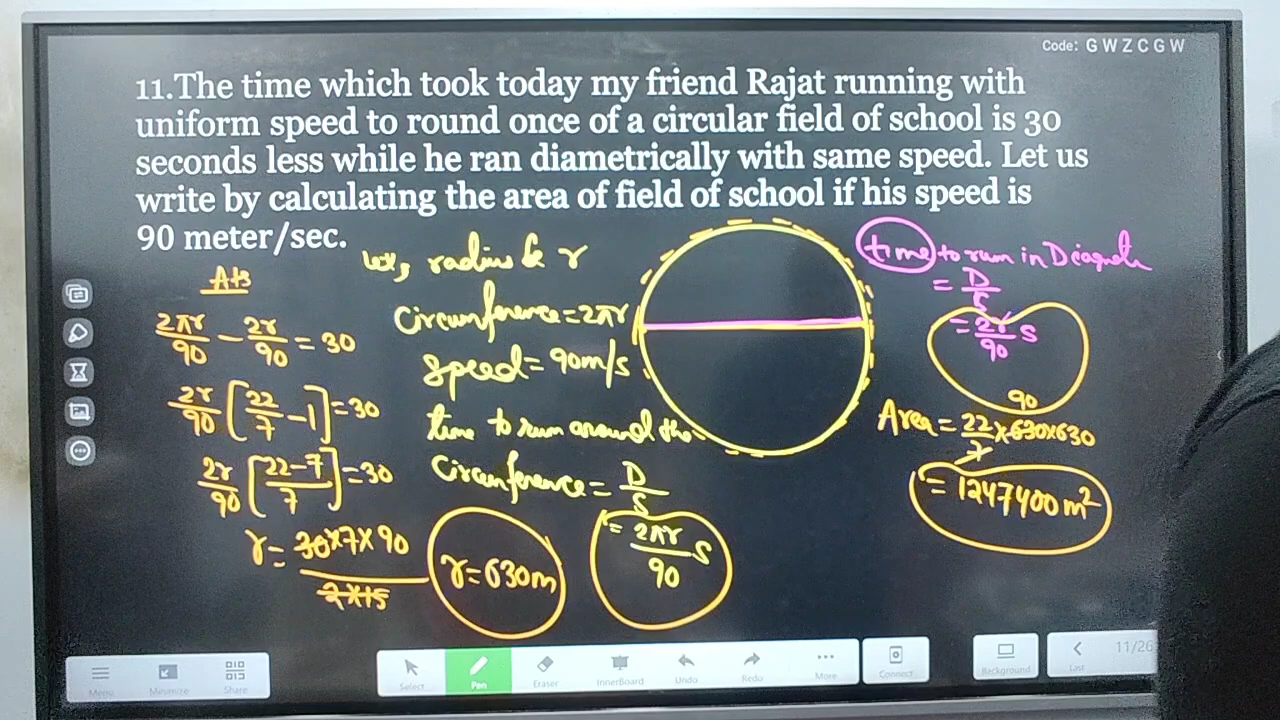 Code: G W Z C G W
11.The time which took today my friend Rajat running with
uniform speed to round once of a circular field of school is 30
seconds less while he ran diametrically with same speed. Let us
write by calculating the area of field of school if his speed is
90 meter/sec.
2πr/90 - 2r/90 = 30
2r/90 [22/7 - 1] = 30
2r/90 [22-7/7] = 30
r = 30×7×90/2×15
r = 630m
radius r
Circumference = 2πr
Speed = 90m/s
time to run around the
Circumference = D/S
= 2πr/90 S
time to run in
= D/S
= 2r/90 S
90
Area = 22/7 × 630×630
= 1247400 m²
Menu
Minimize
Share
Select
Pen
Eraser
InnerBoard
Undo
Redo
More
Connect
Background
Last
11/26